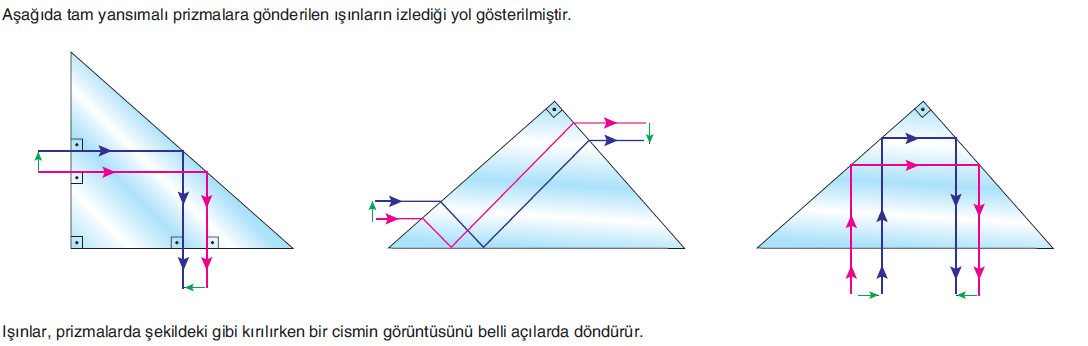 Aşağıda tam yansımalı prizmalara gönderilen ışınların izlediği yol gösterilmiştir.
Işınlar, prizmalarda şekildeki gibi kırılırken bir cismin görüntüsünü belli açılarda döndürür.